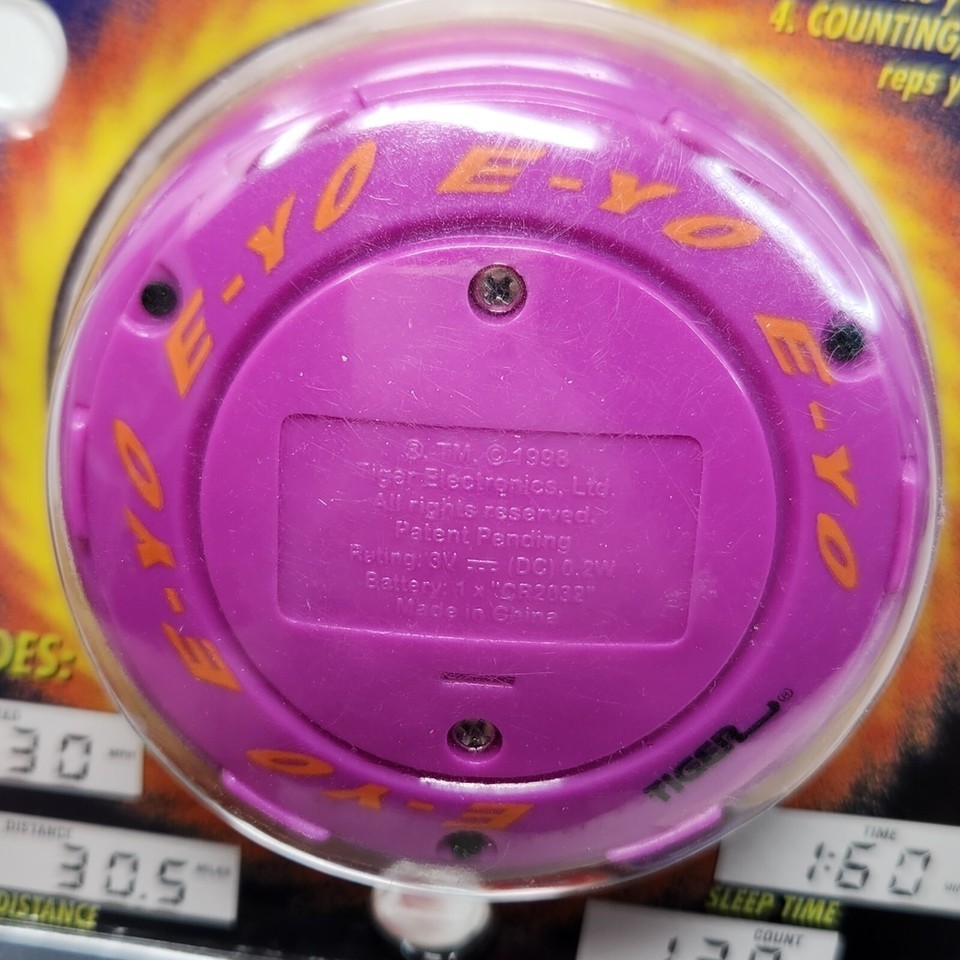 4. COUNTING,
reps y
E-YO
E-YO
E-YO
E-YO
E-YO
®. TM. © 1998
Tiger Electronics, Ltd.
All rights reserved.
Patent Pending
Rating: 3V ⎓ (DC) 0.2W
Battery: 1 x "CR2032"
Made in China
TIGER®
DES:
30
DISTANCE
30.5 MILES
DISTANCE
TIME
1:60
SLEEP TIME
COUNT